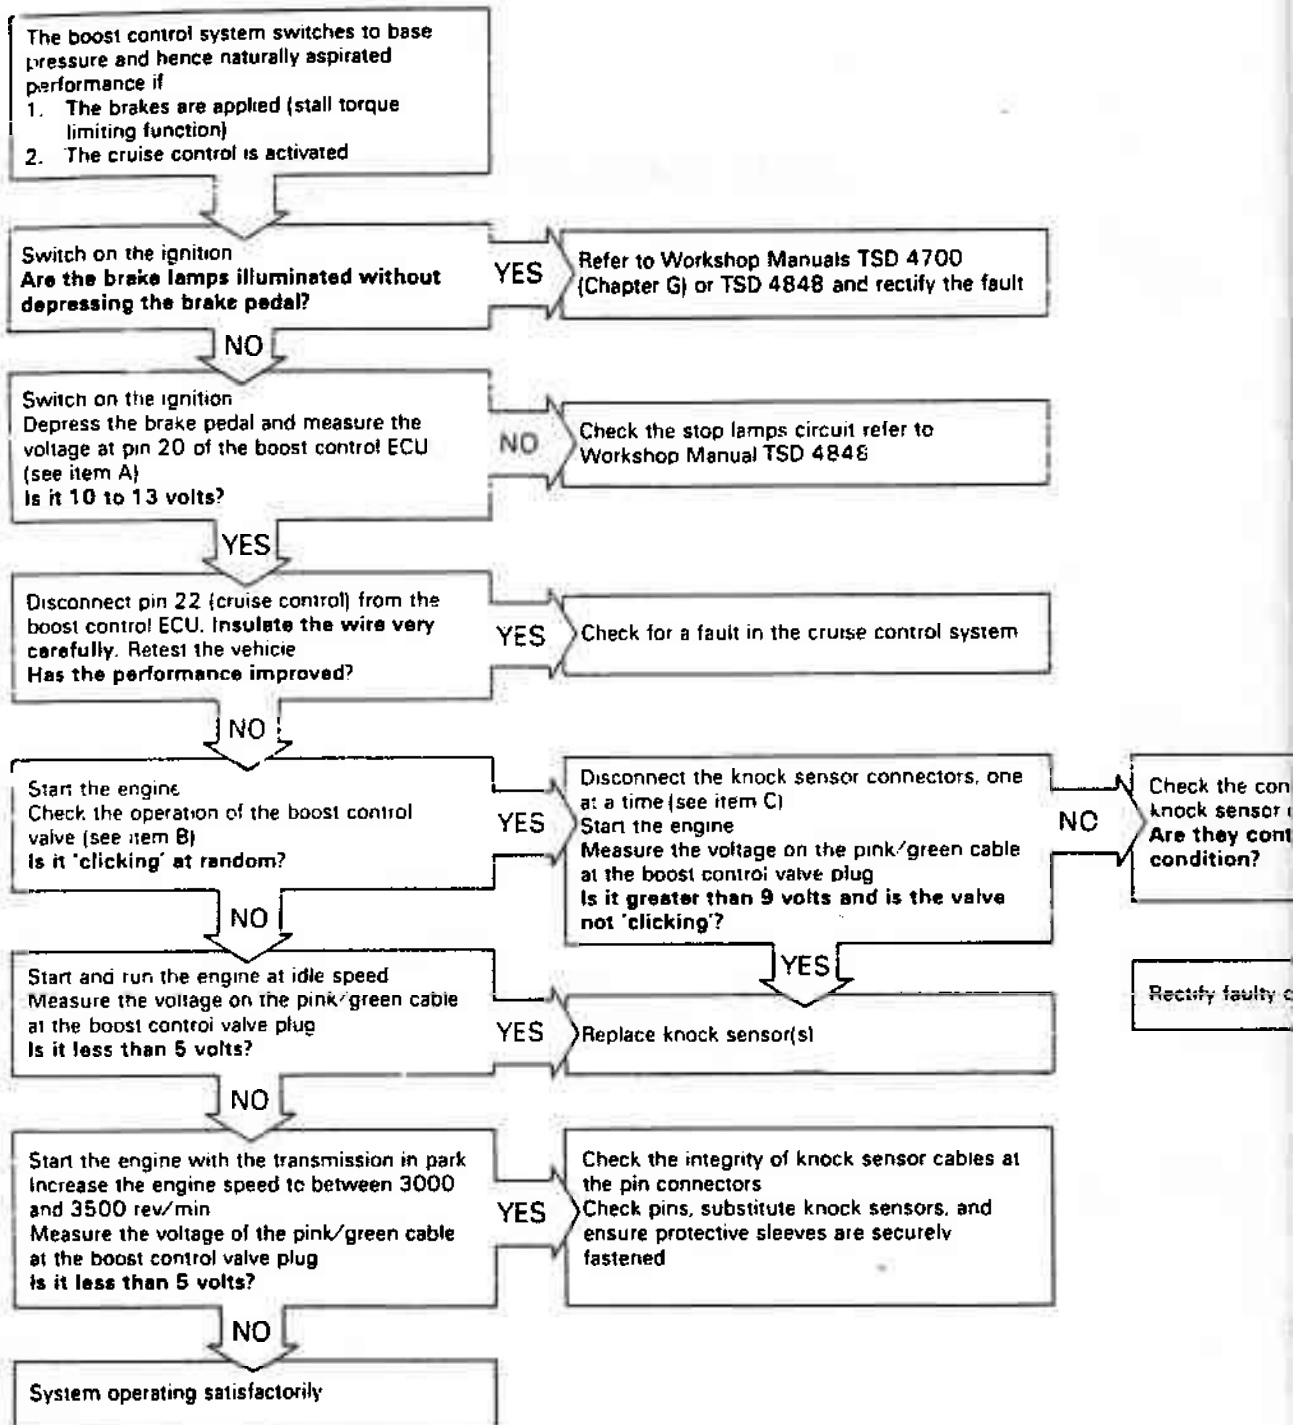 The boost control system switches to base
pressure and hence naturally aspirated
performance if
1. The brakes are applied (stall torque
limiting function)
2. The cruise control is activated
Switch on the ignition
Are the brake lamps illuminated without
depressing the brake pedal?
YES
Refer to Workshop Manuals TSD 4700
(Chapter G) or TSD 4848 and rectify the fault
NO
Switch on the ignition
Depress the brake pedal and measure the
voltage at pin 20 of the boost control ECU
(see item A)
Is it 10 to 13 volts?
NO
Check the stop lamps circuit refer to
Workshop Manual TSD 4848
YES
Disconnect pin 22 (cruise control) from the
boost control ECU. Insulate the wire very
carefully. Retest the vehicle
Has the performance improved?
YES
Check for a fault in the cruise control system
NO
Start the engine
Check the operation of the boost control
valve (see item B)
Is it 'clicking' at random?
YES
Disconnect the knock sensor connectors, one
at a time (see item C)
Start the engine
Measure the voltage on the pink/green cable
at the boost control valve plug
Is it greater than 9 volts and is the valve
not 'clicking'?
NO
Check the con
knock sensor
Are they cont
condition?
NO
YES
Start and run the engine at idle speed
Measure the voltage on the pink/green cable
at the boost control valve plug
Is it less than 5 volts?
YES
Replace knock sensor(s)
Rectify faulty c
NO
Start the engine with the transmission in park
Increase the engine speed to between 3000
and 3500 rev/min
Measure the voltage of the pink/green cable
at the boost control valve plug
Is it less than 5 volts?
YES
Check the integrity of knock sensor cables at
the pin connectors
Check pins, substitute knock sensors, and
ensure protective sleeves are securely
fastened
NO
System operating satisfactorily